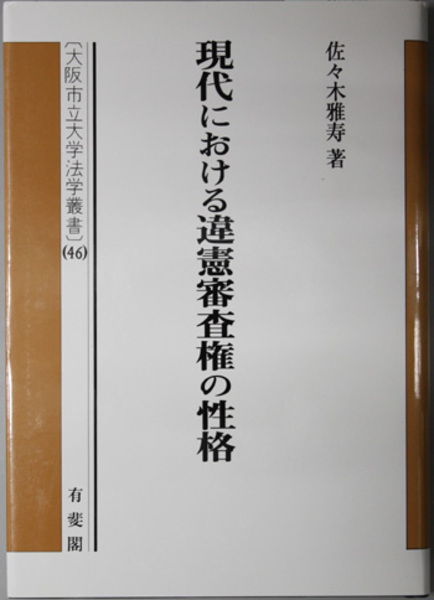 佐々木雅寿 著
現代における違憲審査権の性格
〔大阪市立大学法学叢書〕(46)
有斐閣